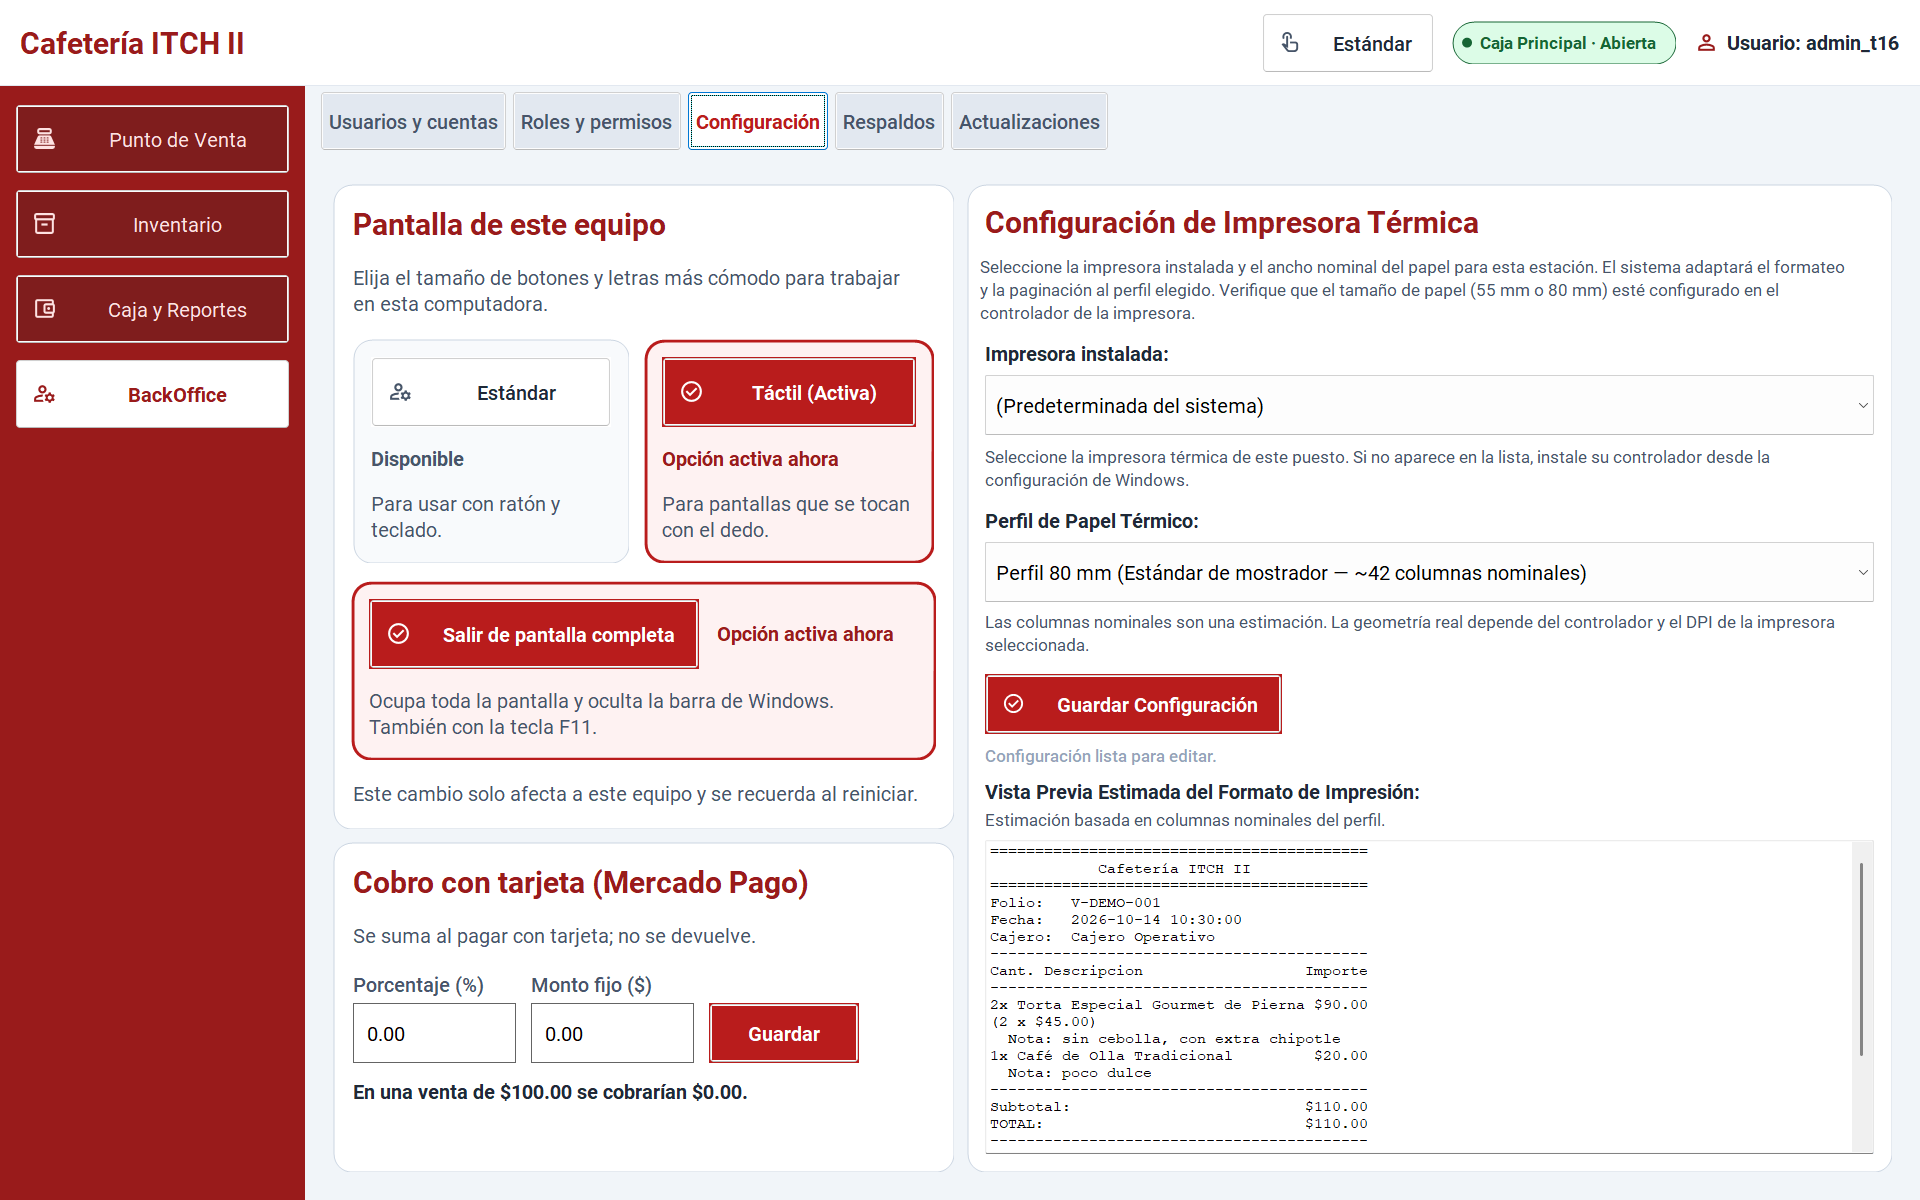 Cafetería ITCH II
Estándar
Caja Principal · Abierta
Usuario: admin_t16
Punto de Venta
Inventario
Caja y Reportes
BackOffice
Usuarios y cuentas
Roles y permisos
Configuración
Respaldos
Actualizaciones
Pantalla de este equipo
Elija el tamaño de botones y letras más cómodo para trabajar
en esta computadora.
Estándar
Disponible
Para usar con ratón y
teclado.
Táctil (Activa)
Opción activa ahora
Para pantallas que se tocan
con el dedo.
Salir de pantalla completa
Opción activa ahora
Ocupa toda la pantalla y oculta la barra de Windows.
También con la tecla F11.
Este cambio solo afecta a este equipo y se recuerda al reiniciar.
Cobro con tarjeta (Mercado Pago)
Se suma al pagar con tarjeta; no se devuelve.
Porcentaje (%)
Monto fijo ($)
0.00
0.00
Guardar
En una venta de $100.00 se cobrarían $0.00.
Configuración de Impresora Térmica
Seleccione la impresora instalada y el ancho nominal del papel para esta estación. El sistema adaptará el formateo
y la paginación al perfil elegido. Verifique que el tamaño de papel (55 mm o 80 mm) esté configurado en el
controlador de la impresora.
Impresora instalada:
(Predeterminada del sistema)
Seleccione la impresora térmica de este puesto. Si no aparece en la lista, instale su controlador desde la
configuración de Windows.
Perfil de Papel Térmico:
Perfil 80 mm (Estándar de mostrador — ~42 columnas nominales)
Las columnas nominales son una estimación. La geometría real depende del controlador y el DPI de la impresora
seleccionada.
Guardar Configuración
Configuración lista para editar.
Vista Previa Estimada del Formato de Impresión:
Estimación basada en columnas nominales del perfil.
==========================================
Cafetería ITCH II
==========================================
Folio: V-DEMO-001
Fecha: 2026-10-14 10:30:00
Cajero: Cajero Operativo
------------------------------------------
Cant. Descripcion Importe
------------------------------------------
2x Torta Especial Gourmet de Pierna $90.00
(2 x $45.00)
Nota: sin cebolla, con extra chipotle
1x Café de Olla Tradicional $20.00
Nota: poco dulce
------------------------------------------
Subtotal: $110.00
TOTAL: $110.00
------------------------------------------